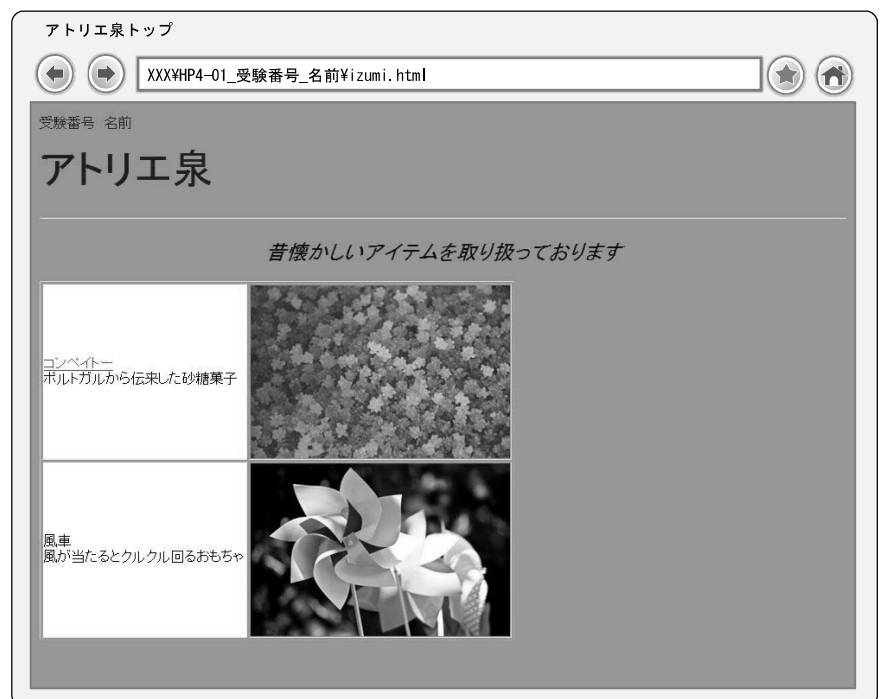 アトリエ泉トップ
XXX¥HP4-01_受験番号_名前¥izumi.html
受験番号 名前
アトリエ泉
昔懐かしいアイテムを取り扱っております
コンペイトー
ポルトガルから伝来した砂糖菓子
風車
風が当たるとクルクル回るおもちゃ